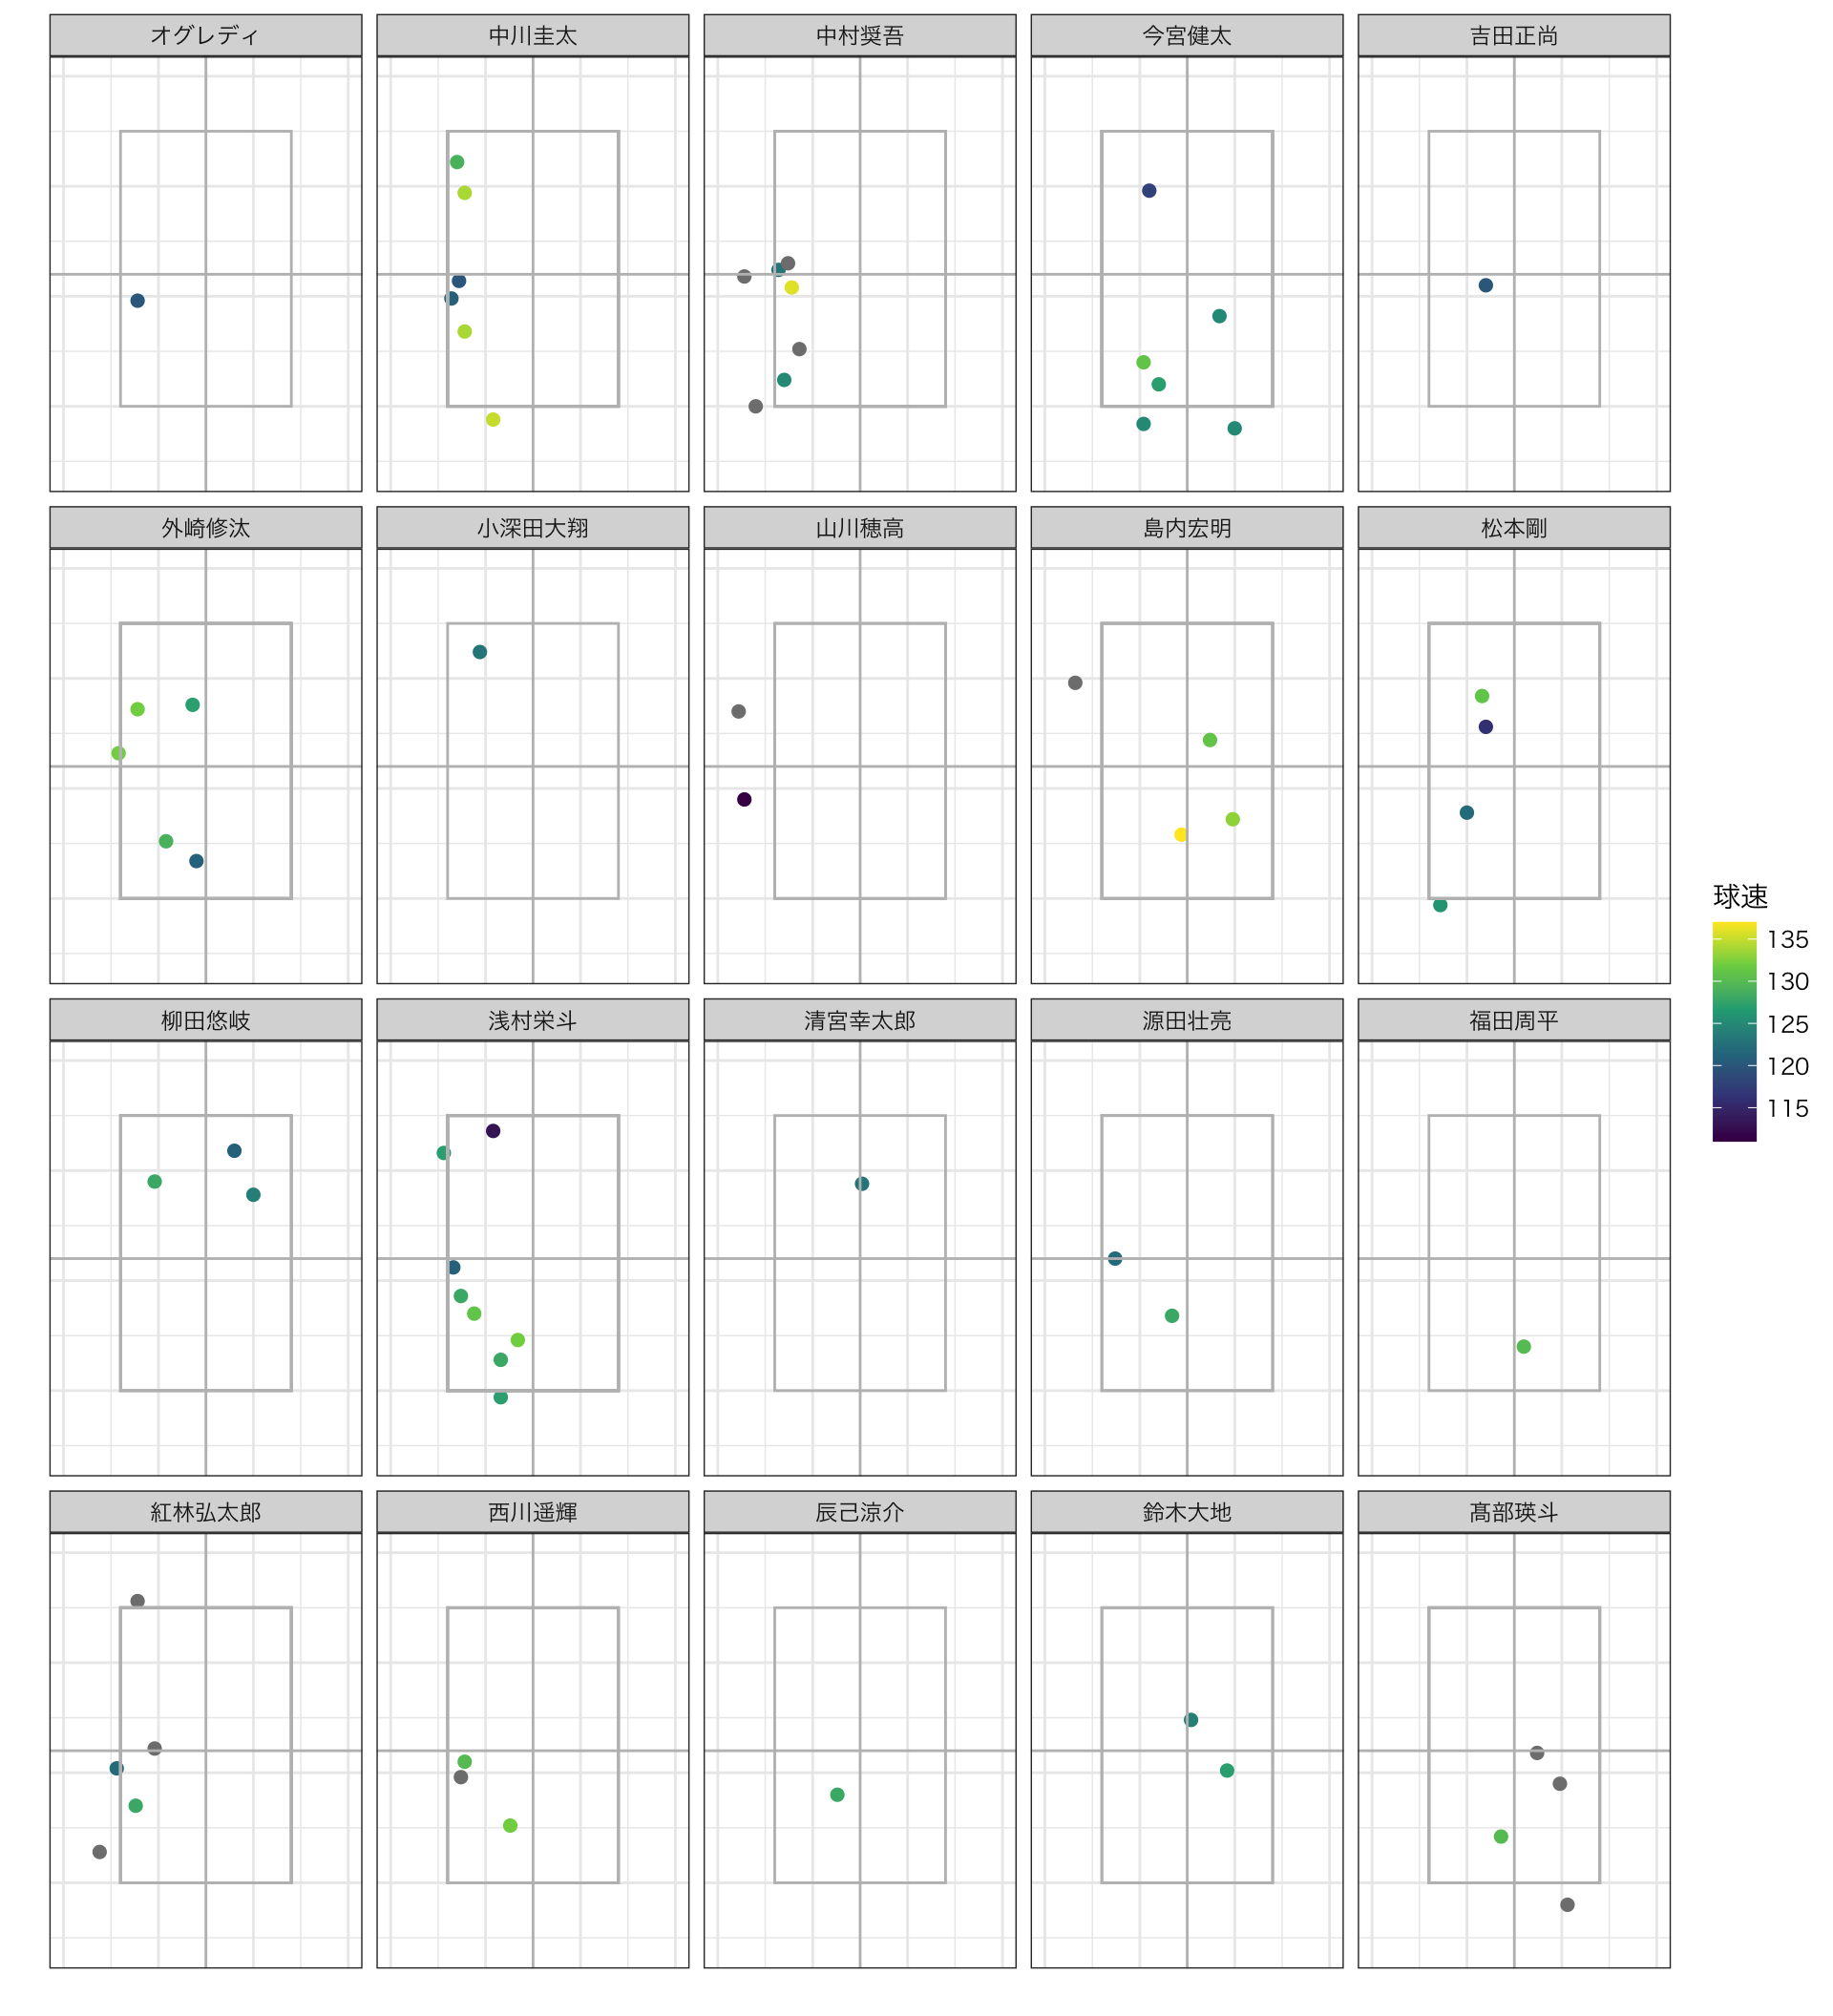 オグレディ
中川圭太
中村奨吾
今宮健太
吉田正尚
外崎修汰
小深田大翔
山川穂高
島内宏明
松本剛
柳田悠岐
浅村栄斗
清宮幸太郎
源田壮亮
福田周平
紅林弘太郎
西川遥輝
辰己涼介
鈴木大地
髙部瑛斗
球速
135
130
125
120
115